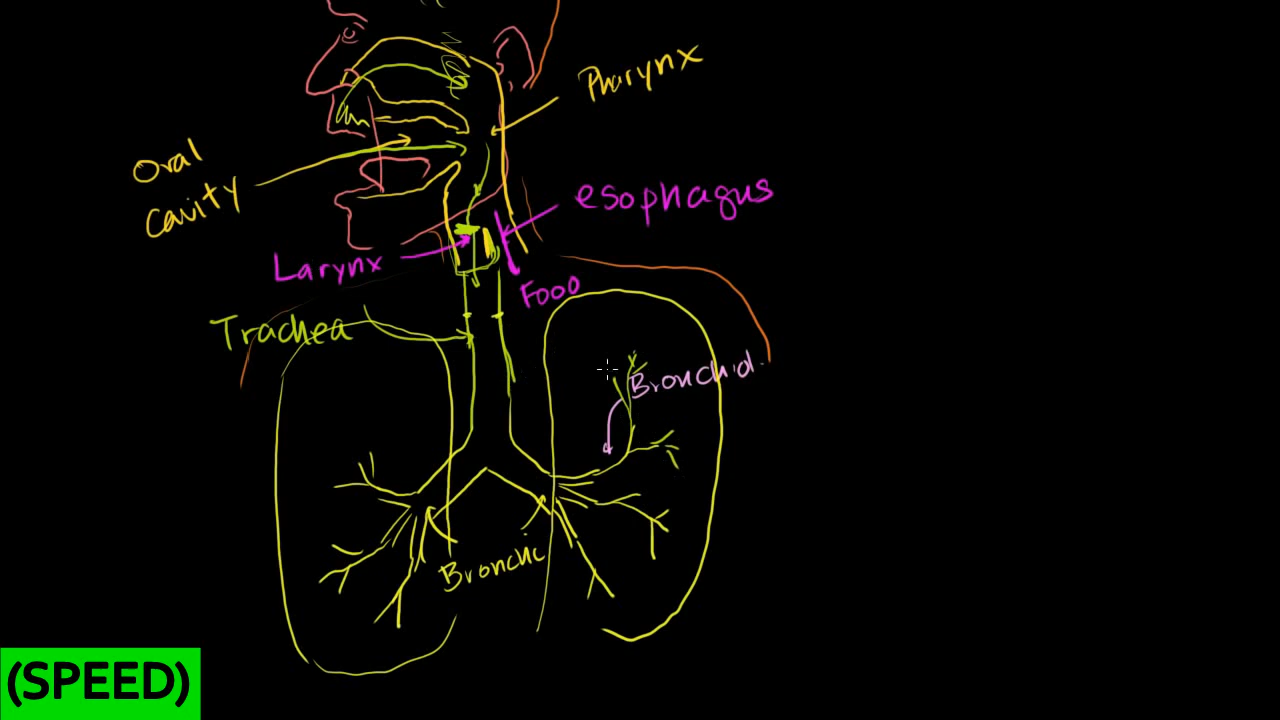 Pharynx
Oral
cavity
esophagus
Larynx
Food
Trachea
Bronchiol
Bronchi
(SPEED)